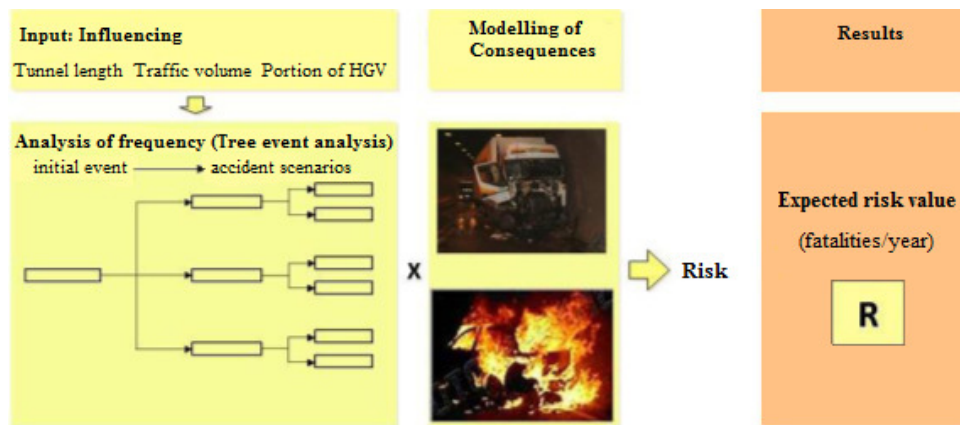 Input: Influencing
Tunnel length Traffic volume Portion of HGV
Analysis of frequency (Tree event analysis)
initial event accident scenarios
Modelling of
Consequences
X
Risk
Results
Expected risk value
(fatalities/year)
R